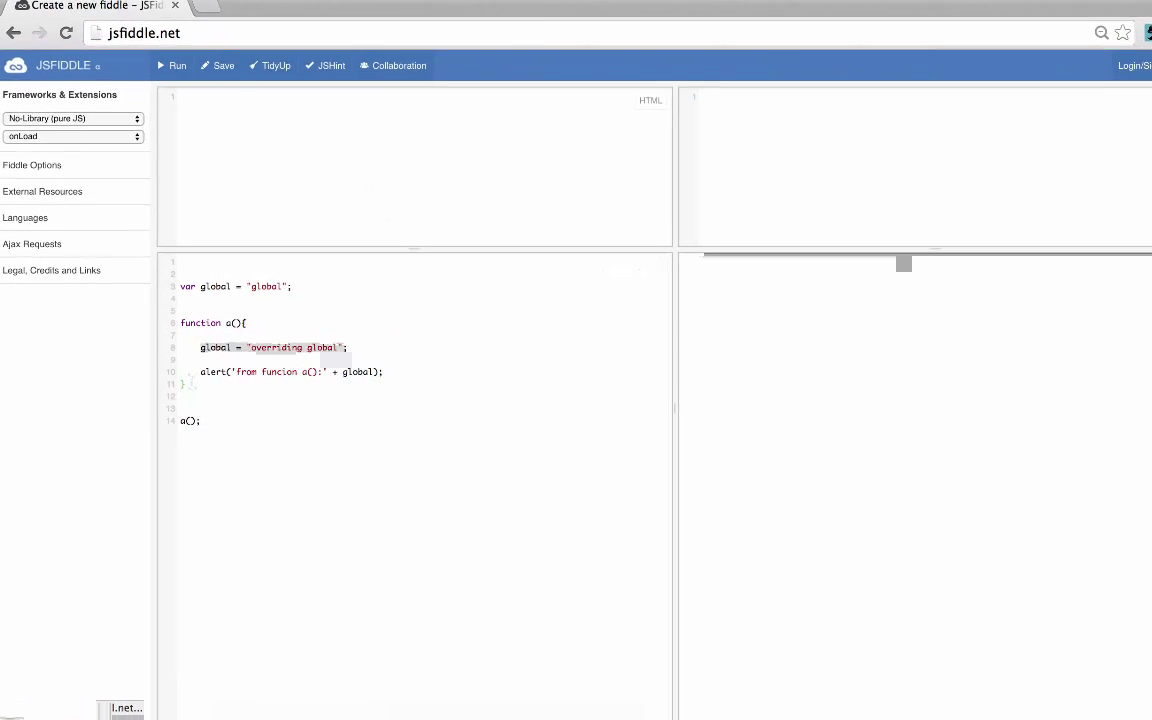 Create a new fiddle – JSFid
jsfiddle.net
JSFIDDLE α
Run
Save
TidyUp
JSHint
Collaboration
Login/Si
Frameworks & Extensions
No-Library (pure JS)
onLoad
Fiddle Options
External Resources
Languages
Ajax Requests
Legal, Credits and Links
1
HTML
1
1
2
3 var global = "global";
4
5
6 function a(){
7
8 global = "overriding global";
9
10 alert('from funcion a():' + global);
11 }
12
13
14 a();
l.net...